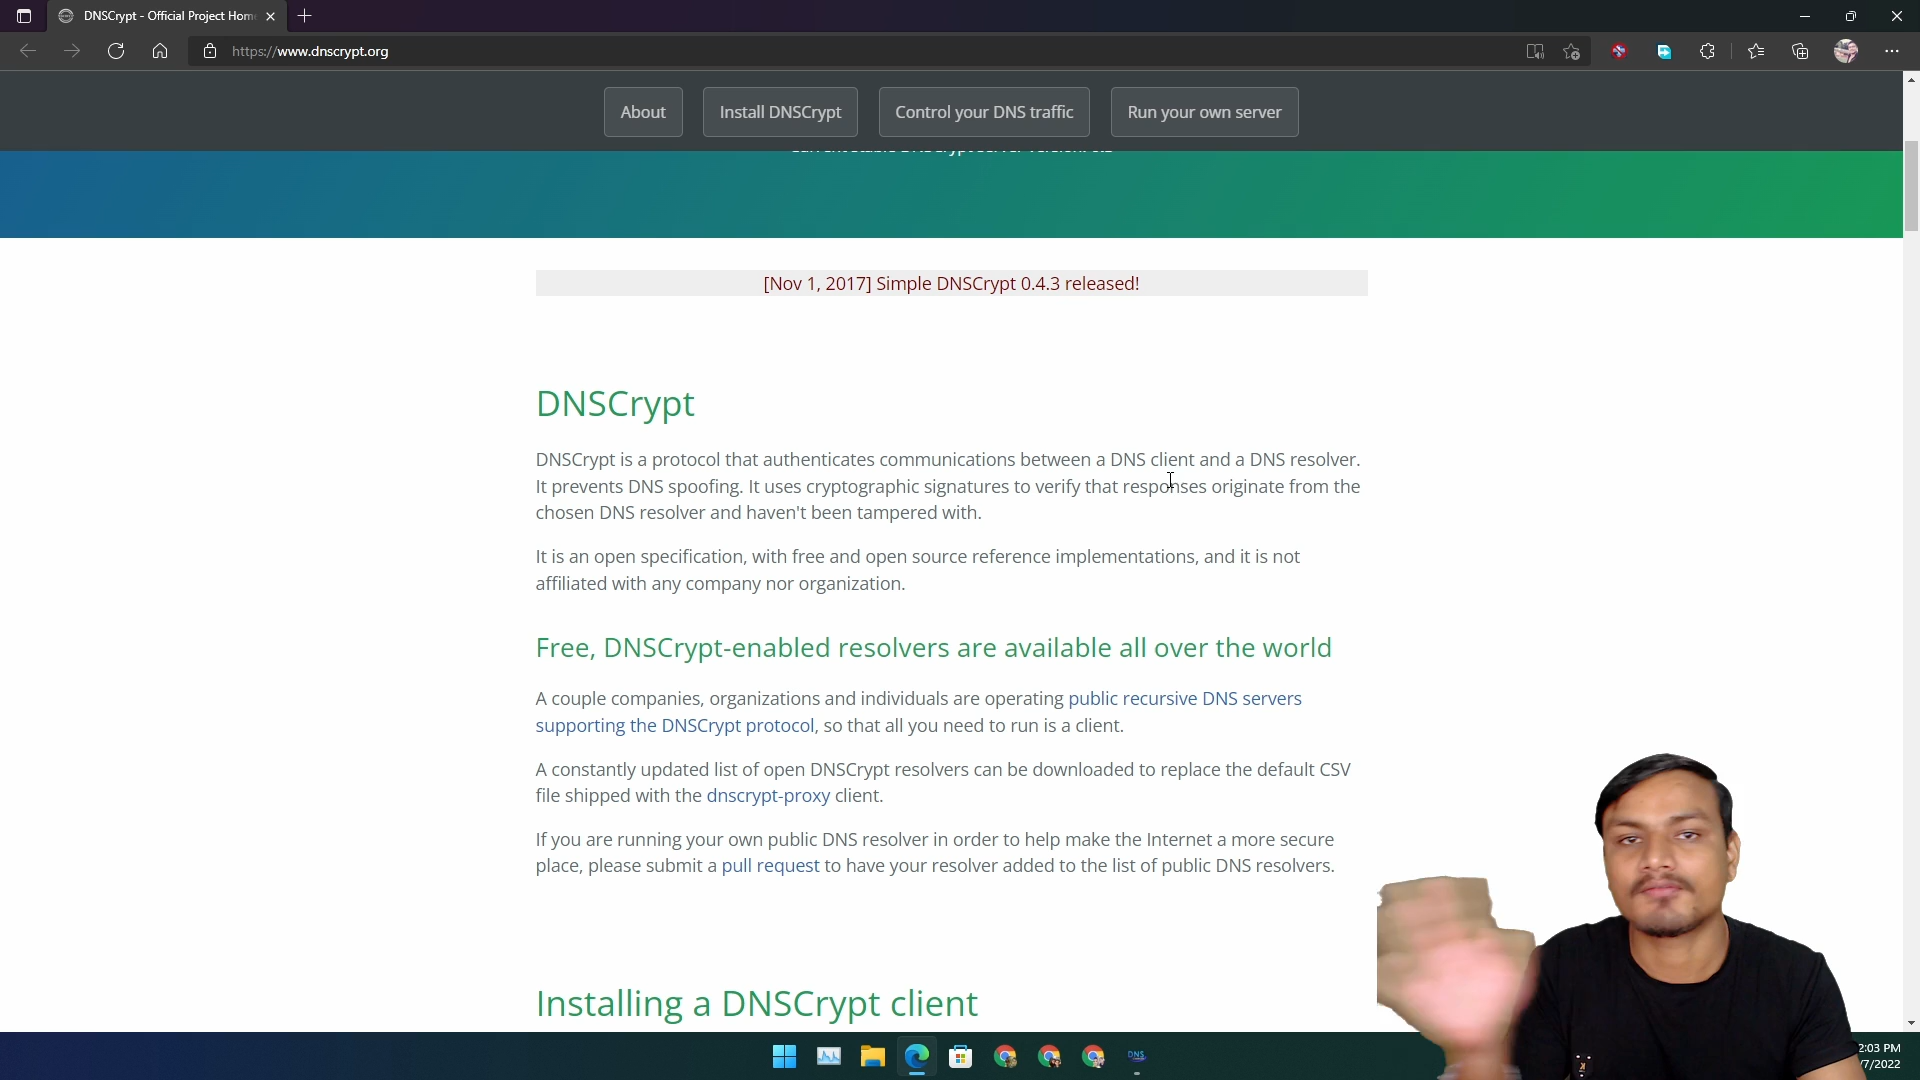 DNSCrypt - Official Project Hom
https://www.dnscrypt.org
About
Install DNSCrypt
Control your DNS traffic
Run your own server
[Nov 1, 2017] Simple DNSCrypt 0.4.3 released!
DNSCrypt
DNSCrypt is a protocol that authenticates communications between a DNS client and a DNS resolver.
It prevents DNS spoofing. It uses cryptographic signatures to verify that responses originate from the
chosen DNS resolver and haven't been tampered with.
It is an open specification, with free and open source reference implementations, and it is not
affiliated with any company nor organization.
Free, DNSCrypt-enabled resolvers are available all over the world
A couple companies, organizations and individuals are operating public recursive DNS servers
supporting the DNSCrypt protocol, so that all you need to run is a client.
A constantly updated list of open DNSCrypt resolvers can be downloaded to replace the default CSV
file shipped with the dnscrypt-proxy client.
If you are running your own public DNS resolver in order to help make the Internet a more secure
place, please submit a pull request to have your resolver added to the list of public DNS resolvers.
Installing a DNSCrypt client
DNS
2:03 PM
/7/2022